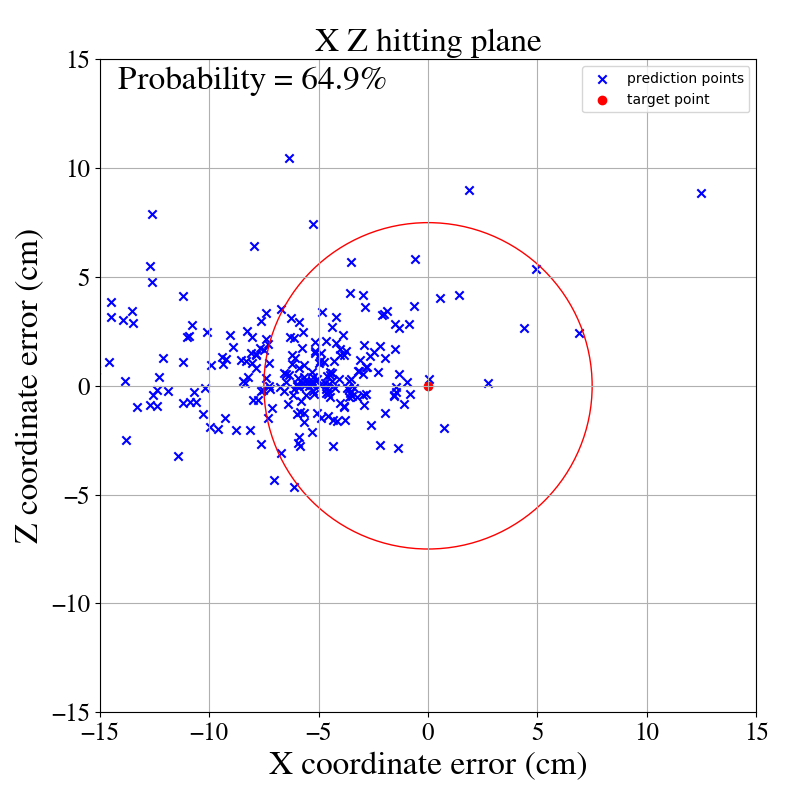 X Z hitting plane
Probability = 64.9%
prediction points
target point
15
10
5
0
−5
−10
−15
−15
−10
−5
0
5
10
15
Z coordinate error (cm)
X coordinate error (cm)